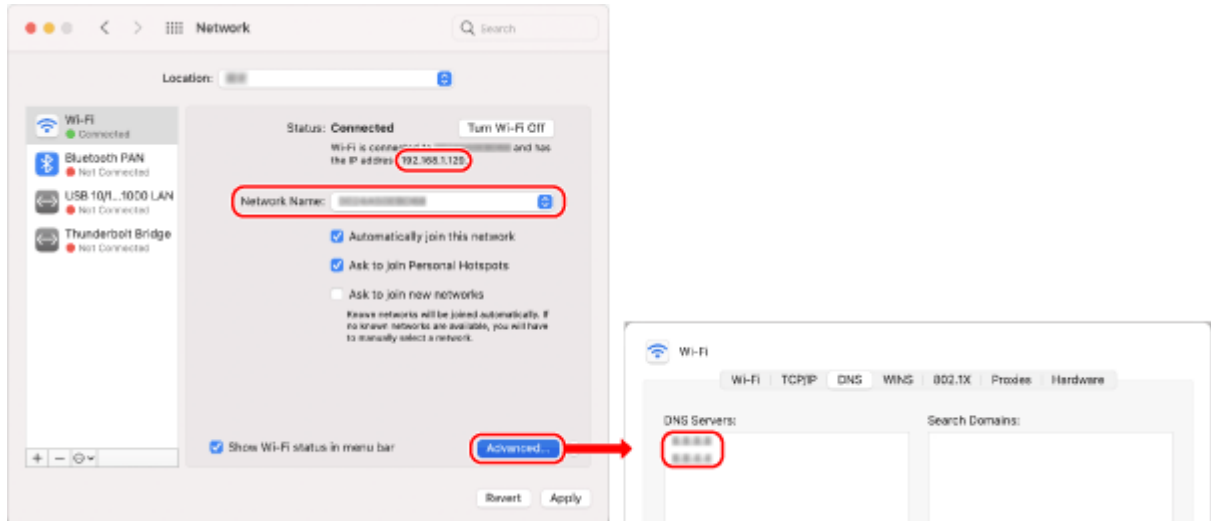 Network
Search
Location:
Wi-Fi
Connected
Bluetooth PAN
Not Connected
USB 10/1...1000 LAN
Not Connected
Thunderbolt Bridge
Not Connected
Status: Connected
Turn Wi-Fi Off
Wi-Fi is connected to and has
the IP address 192.168.1.129.
Network Name:
Automatically join this network
Ask to join Personal Hotspots
Ask to join new networks
Known networks will be joined automatically. If
no known networks are available, you will have
to manually select a network.
Show Wi-Fi status in menu bar
Advanced...
Revert
Apply
Wi-Fi
Wi-Fi TCP/IP DNS WINS 802.1X Proxies Hardware
DNS Servers:
Search Domains: